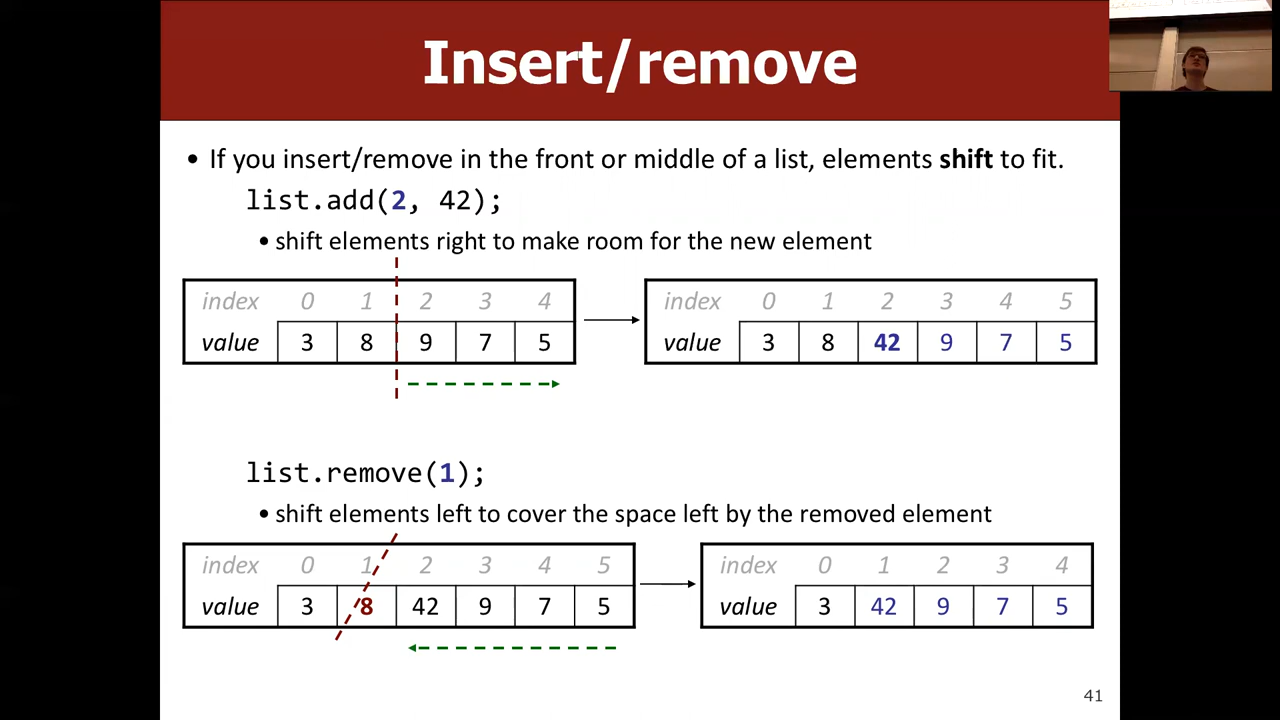 Insert/remove
• If you insert/remove in the front or middle of a list, elements shift to fit.
list.add(2, 42);
• shift elements right to make room for the new element
index 0 1 2 3 4
value 3 8 9 7 5
index 0 1 2 3 4 5
value 3 8 42 9 7 5
list.remove(1);
• shift elements left to cover the space left by the removed element
index 0 1 2 3 4 5
value 3 8 42 9 7 5
index 0 1 2 3 4
value 3 42 9 7 5
41